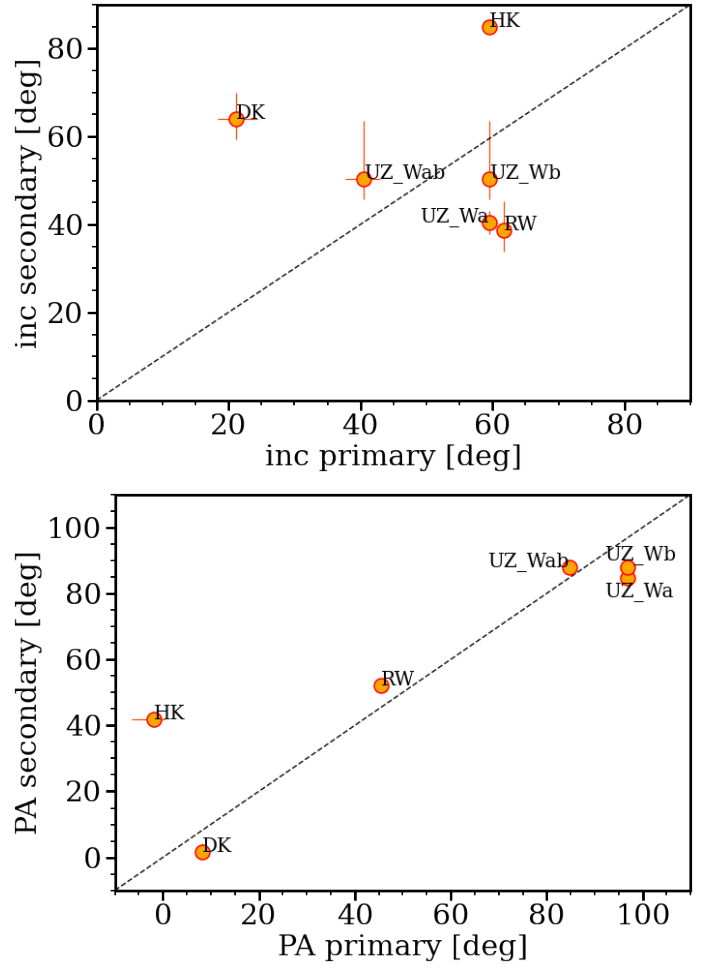 80
60
40
20
0
inc secondary [deg]
HK
DK
UZ_Wab
UZ_Wb
UZ_Wa
RW
0
20
40
60
80
inc primary [deg]
100
80
60
40
20
0
PA secondary [deg]
UZ_Wab
UZ_Wb
UZ_Wa
RW
HK
DK
0
20
40
60
80
100
PA primary [deg]